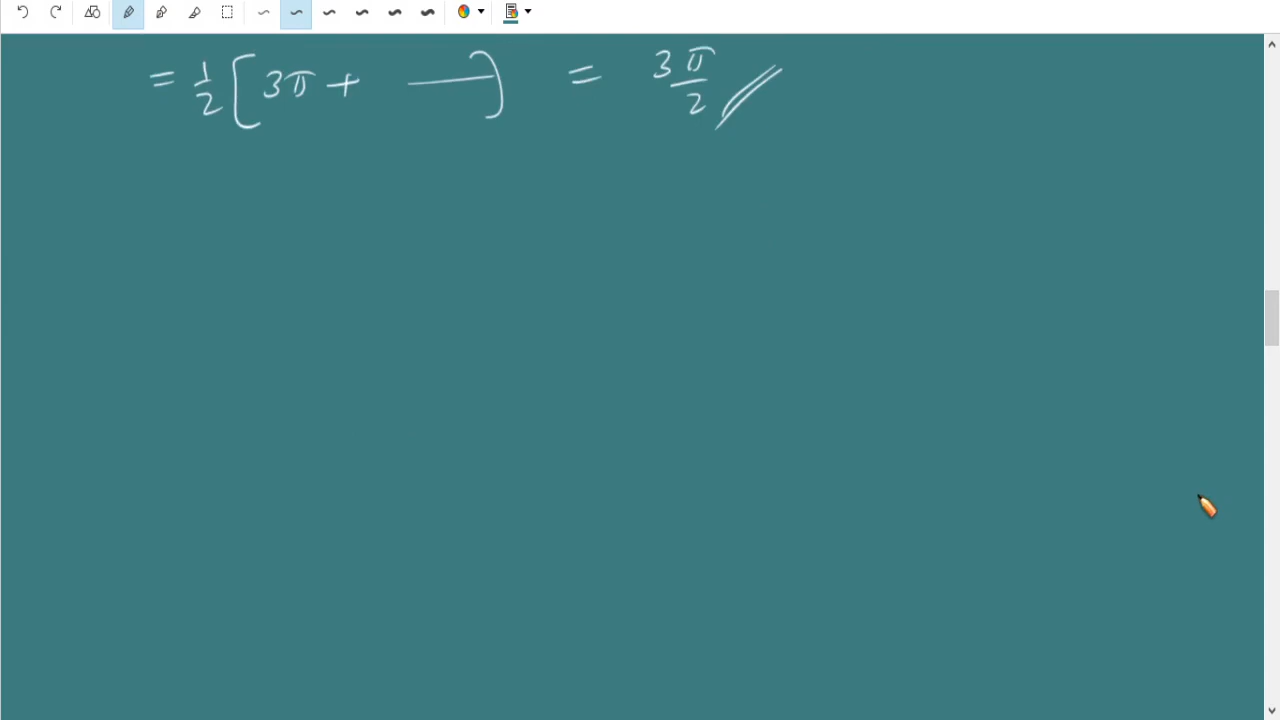 = 1/2 [ 3π + — ] = 3π/2 //